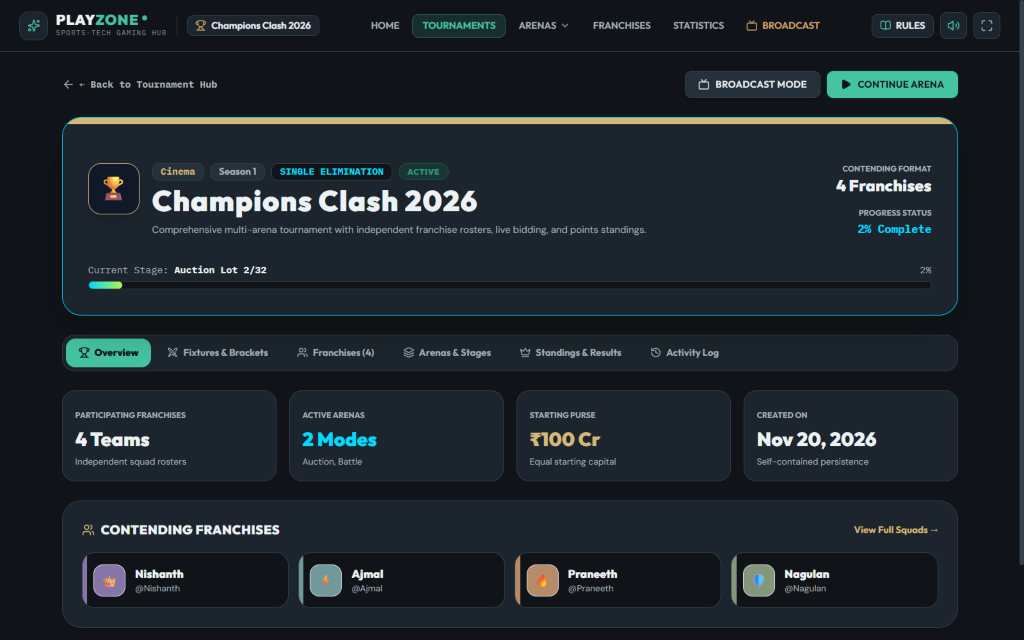 PLAYZONE
SPORTS-TECH GAMING HUB
Champions Clash 2026
HOME
TOURNAMENTS
ARENAS
FRANCHISES
STATISTICS
BROADCAST
RULES
← Back to Tournament Hub
BROADCAST MODE
CONTINUE ARENA
Cinema
Season 1
SINGLE ELIMINATION
ACTIVE
Champions Clash 2026
Comprehensive multi-arena tournament with independent franchise rosters, live bidding, and points standings.
CONTENDING FORMAT
4 Franchises
PROGRESS STATUS
2% Complete
Current Stage: Auction Lot 2/32
2%
Overview
Fixtures & Brackets
Franchises (4)
Arenas & Stages
Standings & Results
Activity Log
PARTICIPATING FRANCHISES
4 Teams
Independent squad rosters
ACTIVE ARENAS
2 Modes
Auction, Battle
STARTING PURSE
₹100 Cr
Equal starting capital
CREATED ON
Nov 20, 2026
Self-contained persistence
CONTENDING FRANCHISES
View Full Squads →
Nishanth
@Nishanth
Ajmal
@Ajmal
Praneeth
@Praneeth
Nagulan
@Nagulan